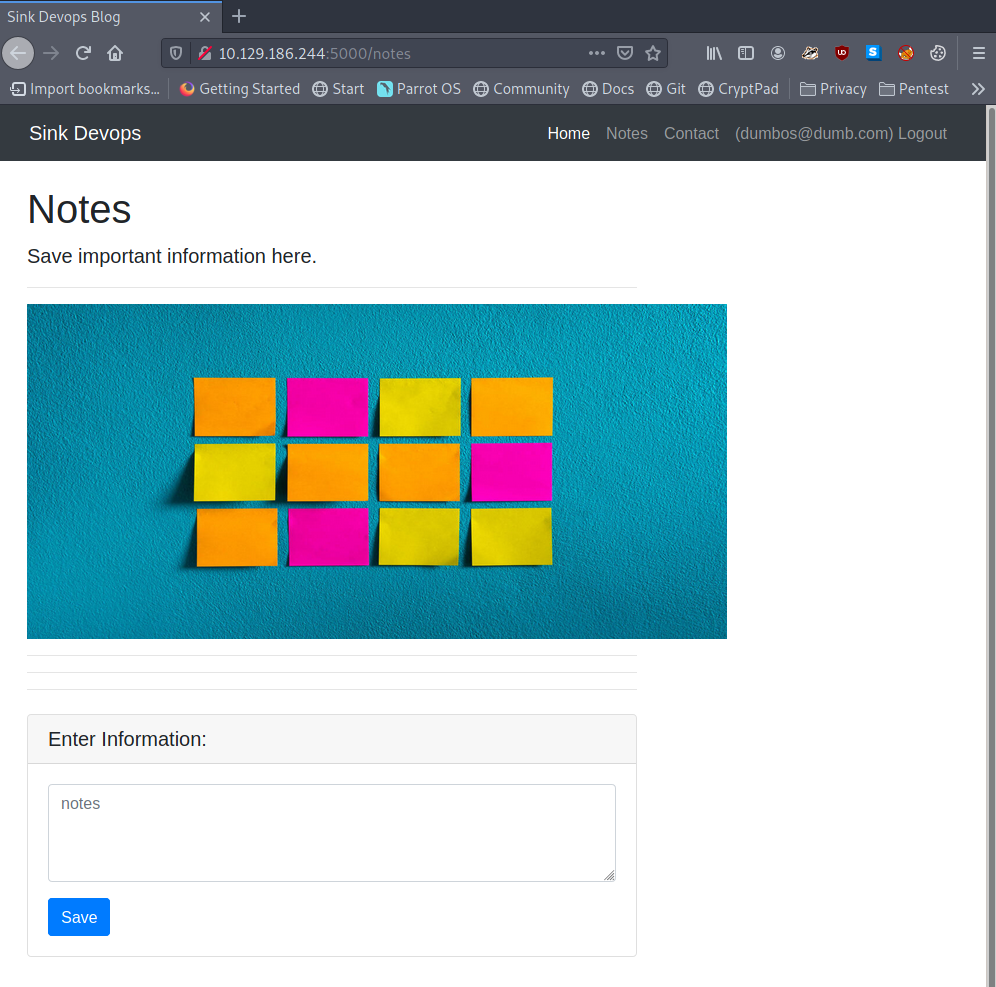 Sink Devops Blog
10.129.186.244:5000/notes
Import bookmarks... Getting Started Start Parrot OS Community Docs Git CryptPad Privacy Pentest
Sink Devops Home Notes Contact (dumbos@dumb.com) Logout
Notes
Save important information here.
Enter Information:
notes
Save